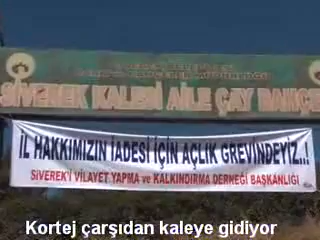 SİVEREK KALESİ AİLE ÇAY BAHÇE
İL HAKKIMIZIN İADESİ İÇİN AÇLIK GREVİNDEYİZ...
SİVEREK'İ VİLAYET YAPMA ve KALKINDIRMA DERNEĞİ BAŞKANLIĞI
Kortej çarşıdan kaleye gidiyor